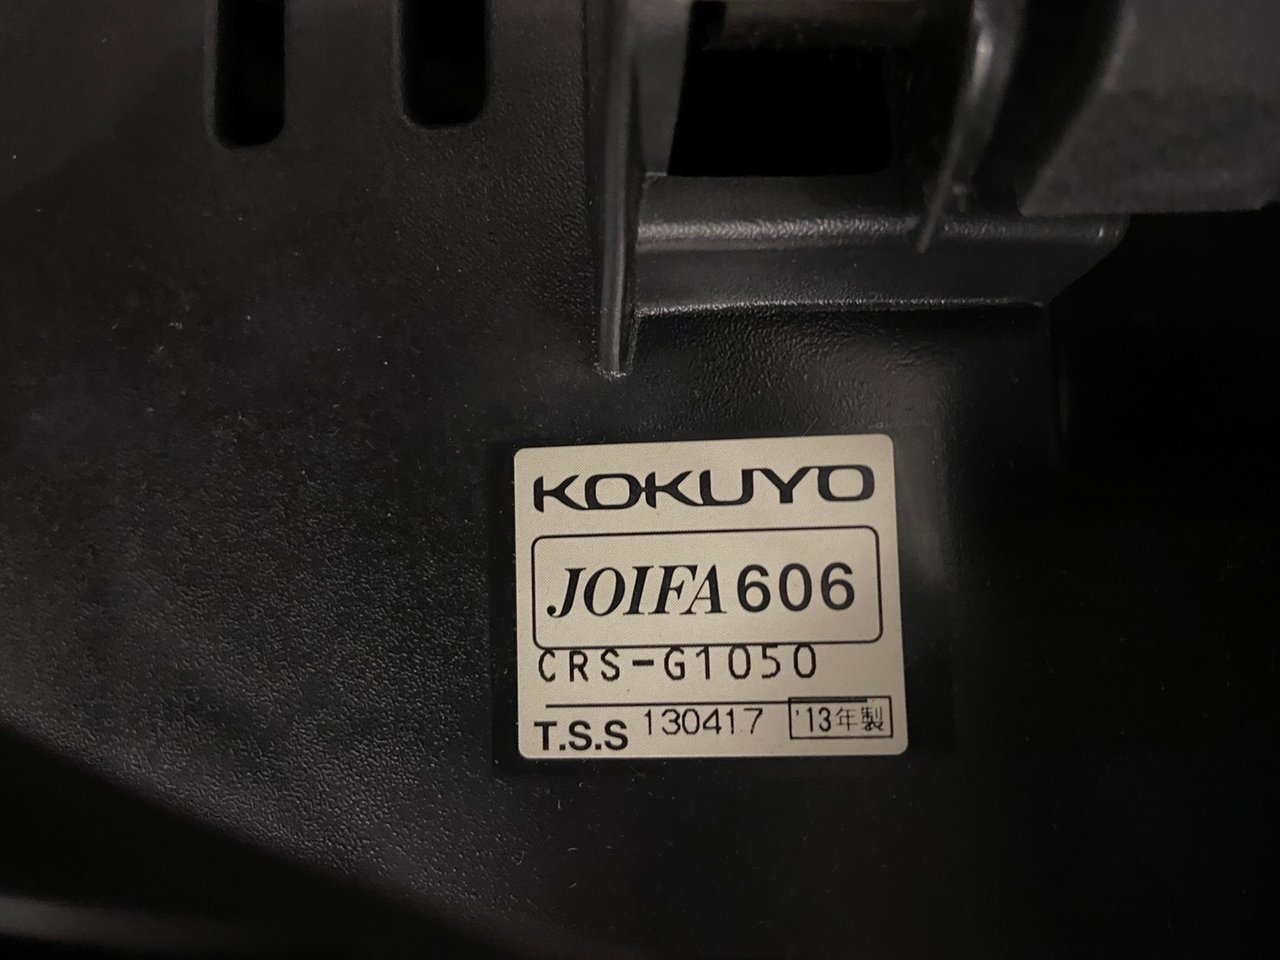 KOKUYO
JOIFA 606
CRS-G1050
T.S.S 130417 '13年製